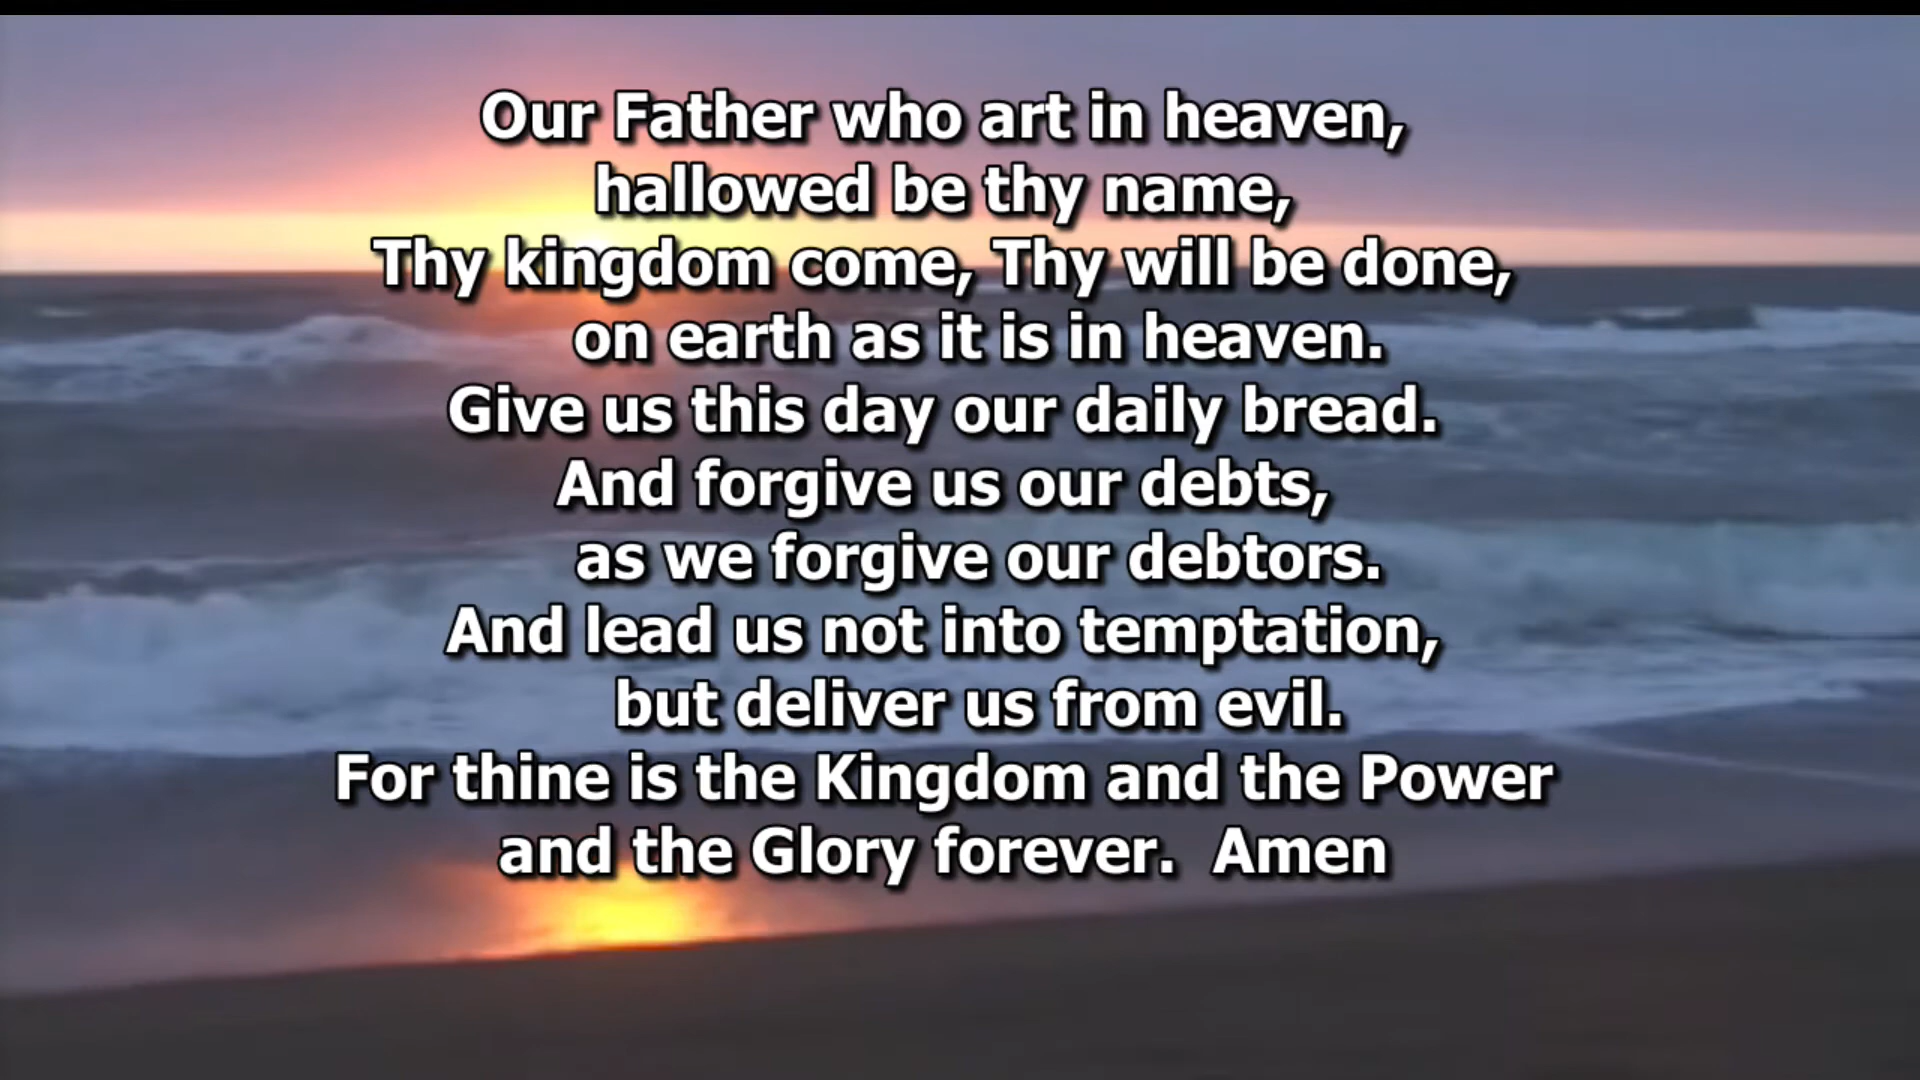 Our Father who art in heaven,
hallowed be thy name,
Thy kingdom come, Thy will be done,
on earth as it is in heaven.
Give us this day our daily bread.
And forgive us our debts,
as we forgive our debtors.
And lead us not into temptation,
but deliver us from evil.
For thine is the Kingdom and the Power
and the Glory forever.  Amen